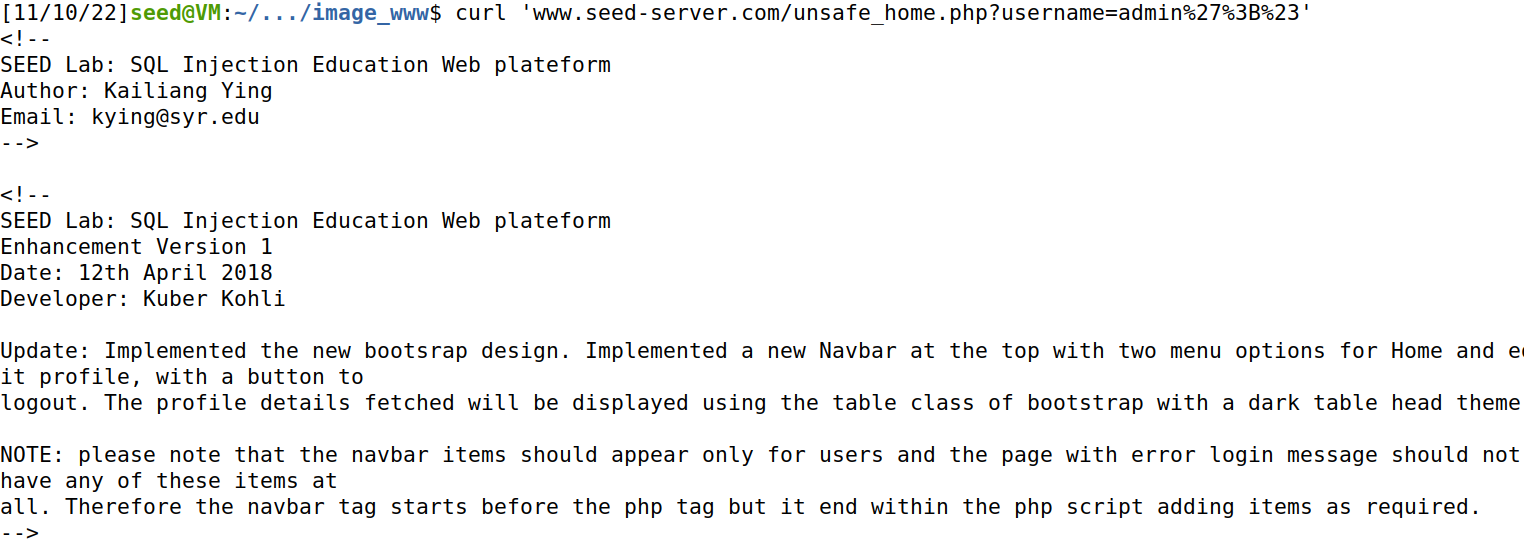 [11/10/22]seed@VM:~/.../image_www$ curl 'www.seed-server.com/unsafe_home.php?username=admin%27%3B%23'
<!--
SEED Lab: SQL Injection Education Web plateform
Author: Kailiang Ying
Email: kying@syr.edu
-->

<!--
SEED Lab: SQL Injection Education Web plateform
Enhancement Version 1
Date: 12th April 2018
Developer: Kuber Kohli

Update: Implemented the new bootsrap design. Implemented a new Navbar at the top with two menu options for Home and ed
it profile, with a button to
logout. The profile details fetched will be displayed using the table class of bootstrap with a dark table head theme

NOTE: please note that the navbar items should appear only for users and the page with error login message should not
have any of these items at
all. Therefore the navbar tag starts before the php tag but it end within the php script adding items as required.
-->